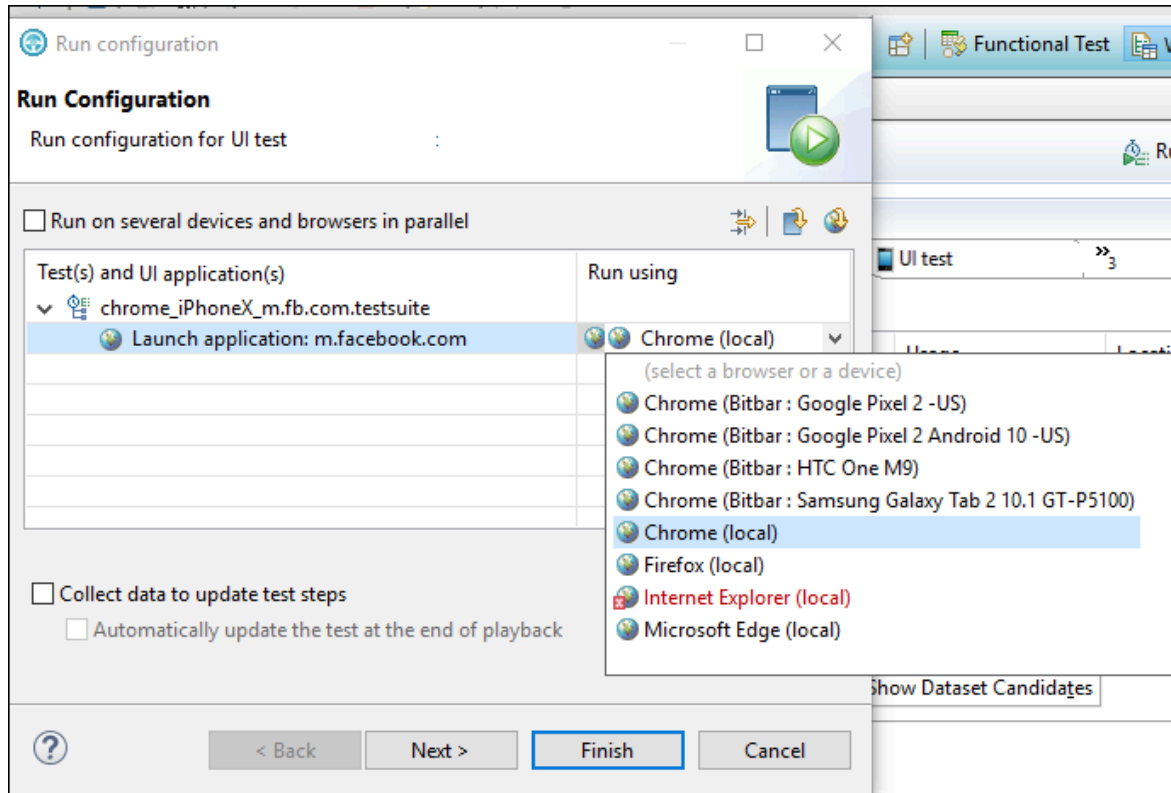 Run configuration
Functional Test
Run Configuration
Run configuration for UI test :
Run on several devices and browsers in parallel
Test(s) and UI application(s) Run using
UI test
»3
chrome_iPhoneX_m.fb.com.testsuite
Launch application: m.facebook.com Chrome (local)
(select a browser or a device)
Chrome (Bitbar : Google Pixel 2 -US)
Chrome (Bitbar : Google Pixel 2 Android 10 -US)
Chrome (Bitbar : HTC One M9)
Chrome (Bitbar : Samsung Galaxy Tab 2 10.1 GT-P5100)
Chrome (local)
Firefox (local)
Internet Explorer (local)
Microsoft Edge (local)
Collect data to update test steps
Automatically update the test at the end of playback
Show Dataset Candidates
< Back Next > Finish Cancel